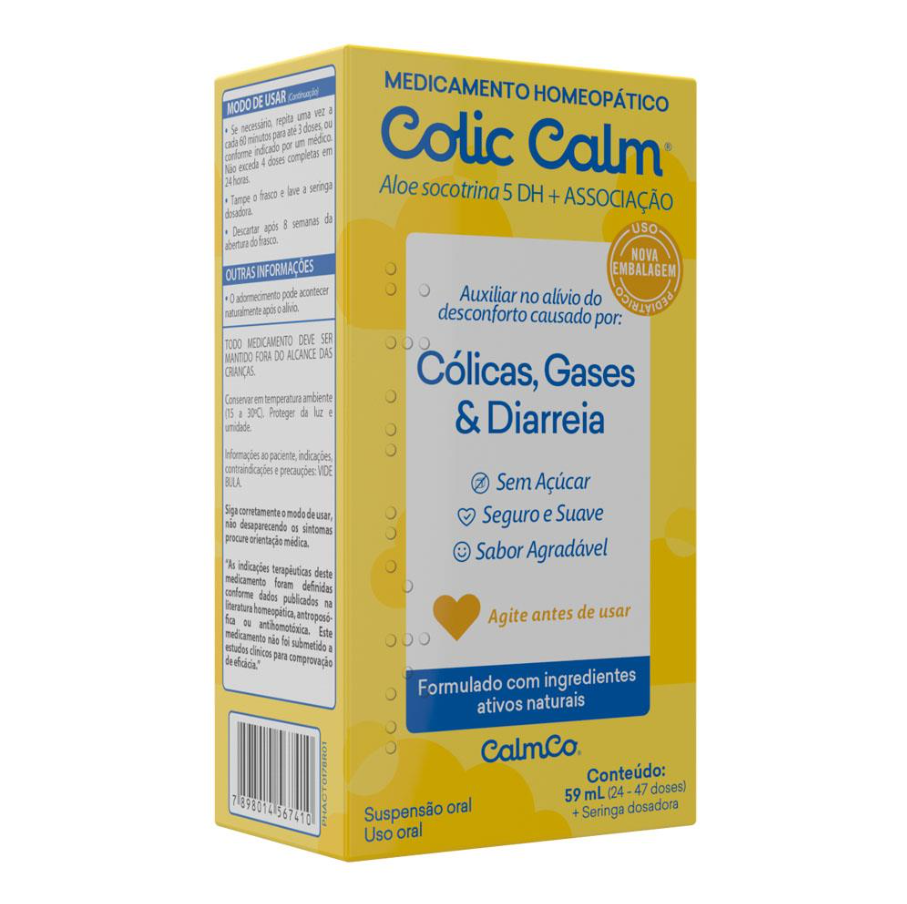 MEDICAMENTO HOMEOPÁTICO
Colic Calm®
Aloe socotrina 5 DH + ASSOCIAÇÃO
USO
NOVA
EMBALAGEM
PEDIÁTRICO
Auxiliar no alívio do
desconforto causado por:
Cólicas, Gases
& Diarreia
Sem Açúcar
Seguro e Suave
Sabor Agradável
Agite antes de usar
Formulado com ingredientes
ativos naturais
CalmCo®
Conteúdo:
59 mL (24 - 47 doses)
+ Seringa dosadora
Suspensão oral
Uso oral
MODO DE USAR (Continuação)
• Se necessário, repita uma vez a
cada 60 minutos para até 3 doses, ou
conforme indicado por um médico.
Não exceda 4 doses completas em
24 horas.
• Tampe o frasco e lave a seringa
dosadora.
• Descartar após 8 semanas da
abertura do frasco.
OUTRAS INFORMAÇÕES
• O adormecimento pode acontecer
naturalmente após o alívio.
TODO MEDICAMENTO DEVE SER
MANTIDO FORA DO ALCANCE DAS
CRIANÇAS.
Conservar em temperatura ambiente
(15 a 30ºC). Proteger da luz e
umidade.
Informações ao paciente, indicações,
contraindicações e precauções: VIDE
BULA.
Siga corretamente o modo de usar,
não desaparecendo os sintomas
procure orientação médica.
"As indicações terapêuticas deste
medicamento foram definidas
conforme dados publicados na
literatura homeopática, antroposó-
fica ou antihomotóxica. Este
medicamento não foi submetido a
estudos clínicos para comprovação
de eficácia."
7 898014 567410
PHACT0178R01